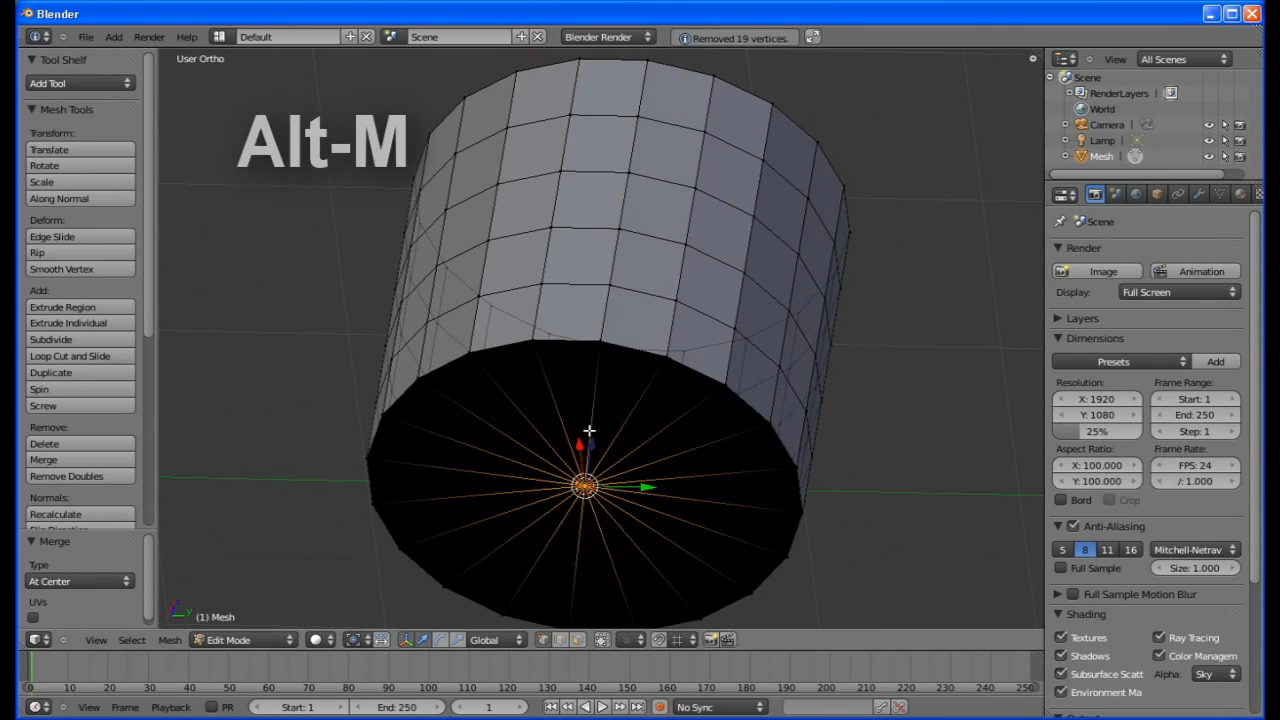 Blender
File Add Render Help Default Scene Blender Render Removed 19 vertices.
Tool Shelf
Add Tool
Mesh Tools
Transform:
Translate
Rotate
Scale
Along Normal
Deform:
Edge Slide
Rip
Smooth Vertex
Add:
Extrude Region
Extrude Individual
Subdivide
Loop Cut and Slide
Duplicate
Spin
Screw
Remove:
Delete
Merge
Remove Doubles
Normals:
Recalculate
Merge
Type
At Center
UVs
User Ortho
Alt-M
z
y
(1) Mesh
View Select Mesh Edit Mode Global
0 10 20 30 40 50 60 70 80 90 100 110 120 130 140 150 160 170 180 190 200 210 220 230 240 250
View Frame Playback PR Start: 1 End: 250 1 No Sync
View All Scenes
Scene
RenderLayers
World
Camera
Lamp
Mesh
Scene
Render
Image Animation
Display: Full Screen
Layers
Dimensions
Presets Add
Resolution: Frame Range:
X: 1920 Start: 1
Y: 1080 End: 250
25% Step: 1
Aspect Ratio: Frame Rate:
X: 100.000 FPS: 24
Y: 100.000 /: 1.000
Bord Crop
Anti-Aliasing
5 8 11 16 Mitchell-Netrav
Full Sample Size: 1.000
Full Sample Motion Blur
Shading
Textures Ray Tracing
Shadows Color Managem
Subsurface Scatt Alpha: Sky
Environment Ma